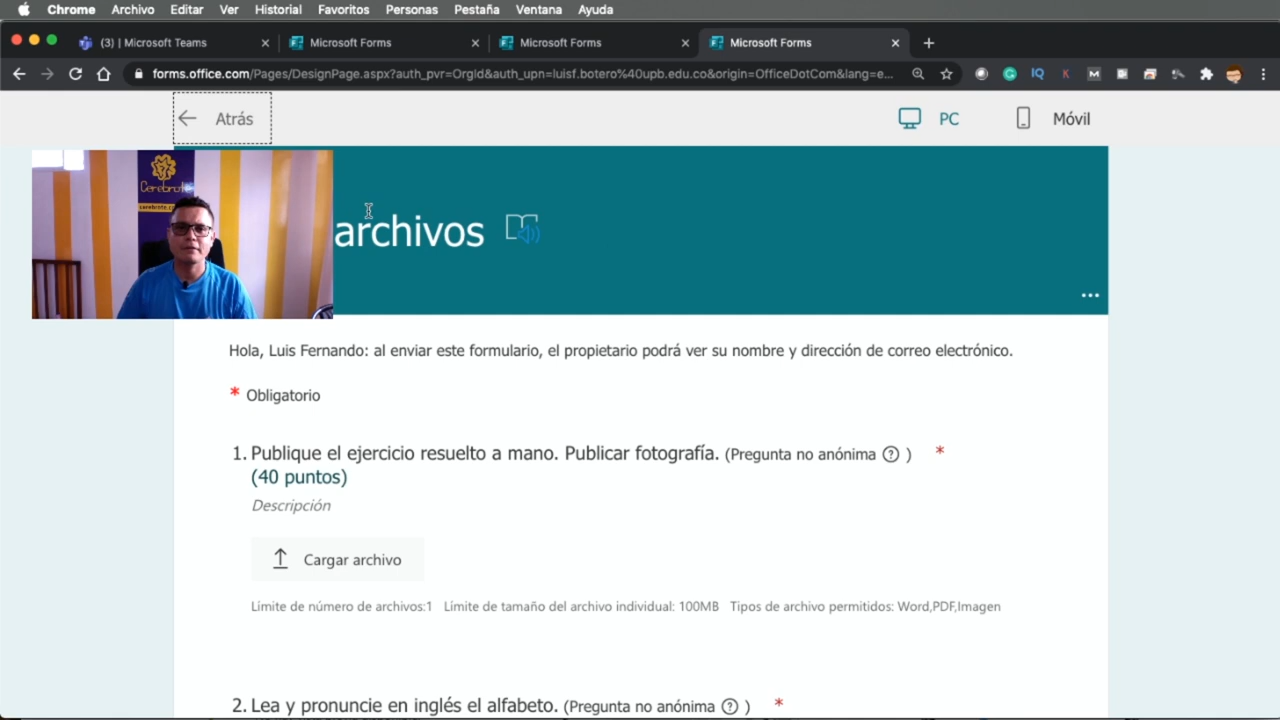 Chrome Archivo Editar Ver Historial Favoritos Personas Pestaña Ventana Ayuda
(3) | Microsoft Teams Microsoft Forms Microsoft Forms Microsoft Forms
forms.office.com/Pages/DesignPage.aspx?auth_pvr=OrgId&auth_upn=luisf.botero%40upb.edu.co&origin=OfficeDotCom&lang=e...
Atrás PC Móvil
Cerebrote
archivos
Hola, Luis Fernando: al enviar este formulario, el propietario podrá ver su nombre y dirección de correo electrónico.
* Obligatorio
1. Publique el ejercicio resuelto a mano. Publicar fotografía. (Pregunta no anónima ? ) *
(40 puntos)
Descripción
Cargar archivo
Límite de número de archivos:1 Límite de tamaño del archivo individual: 100MB Tipos de archivo permitidos: Word,PDF,Imagen
2. Lea y pronuncie en inglés el alfabeto. (Pregunta no anónima ? ) *